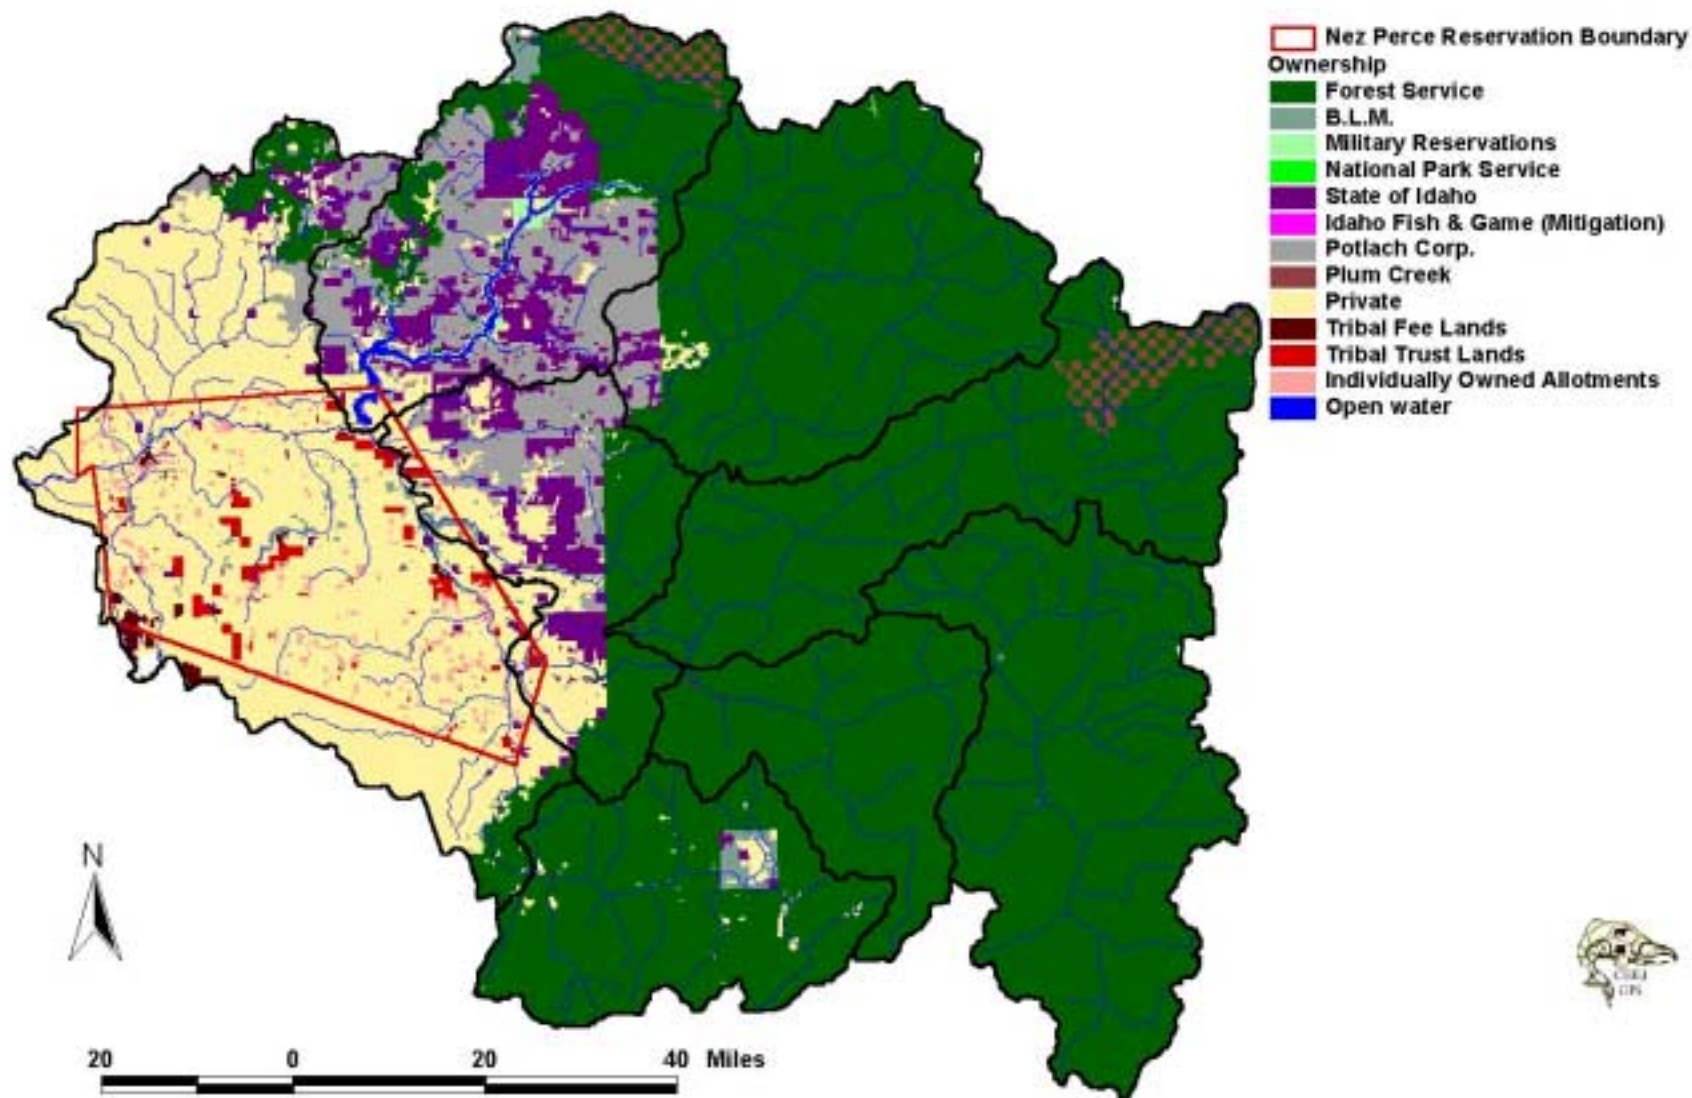 Nez Perce Reservation Boundary
Ownership
Forest Service
B.L.M.
Military Reservations
National Park Service
State of Idaho
Idaho Fish & Game (Mitigation)
Potlach Corp.
Plum Creek
Private
Tribal Fee Lands
Tribal Trust Lands
Individually Owned Allotments
Open water
N
20 0 20 40 Miles